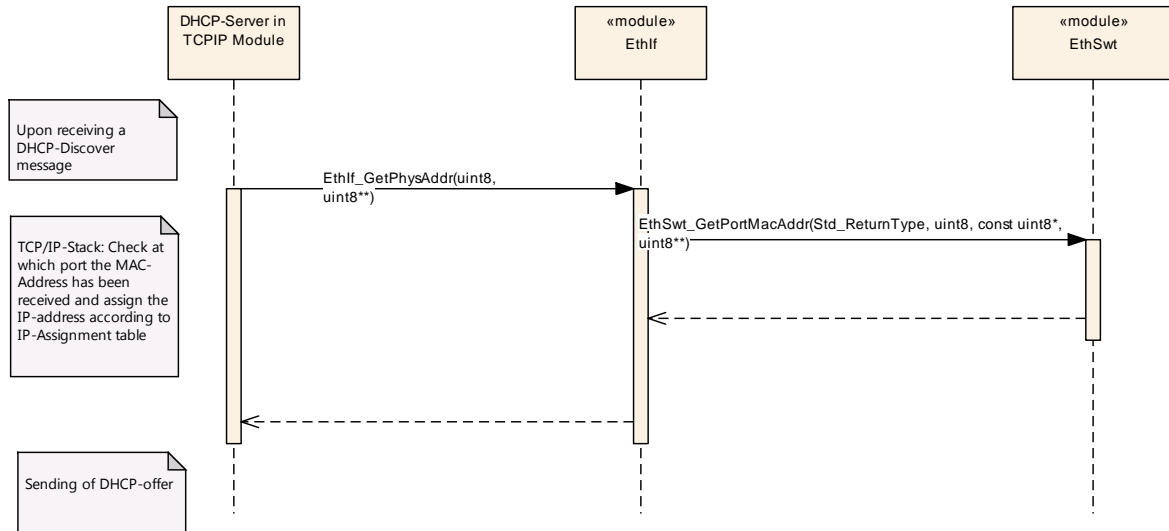 DHCP-Server in
TCPIP Module
«module»
EthIf
«module»
EthSwt
Upon receiving a
DHCP-Discover
message
EthIf_GetPhysAddr(uint8,
uint8**)
EthSwt_GetPortMacAddr(Std_ReturnType, uint8, const uint8*,
uint8**)
TCP/IP-Stack: Check at
which port the MAC-
Address has been
received and assign the
IP-address according to
IP-Assignment table
Sending of DHCP-offer